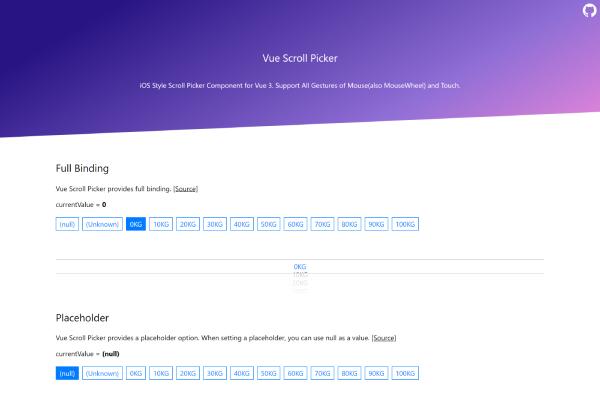 Vue Scroll Picker
iOS Style Scroll Picker Component for Vue 3. Support All Gestures of Mouse(also MouseWheel) and Touch.
Full Binding
Vue Scroll Picker provides full binding. [Source]
currentValue = 0
(null) (Unknown) 0KG 10KG 20KG 30KG 40KG 50KG 60KG 70KG 80KG 90KG 100KG
0KG
10KG
20KG
Placeholder
Vue Scroll Picker provides a placeholder option. When setting a placeholder, you can use null as a value. [Source]
currentValue = (null)
(null) (Unknown) 0KG 10KG 20KG 30KG 40KG 50KG 60KG 70KG 80KG 90KG 100KG